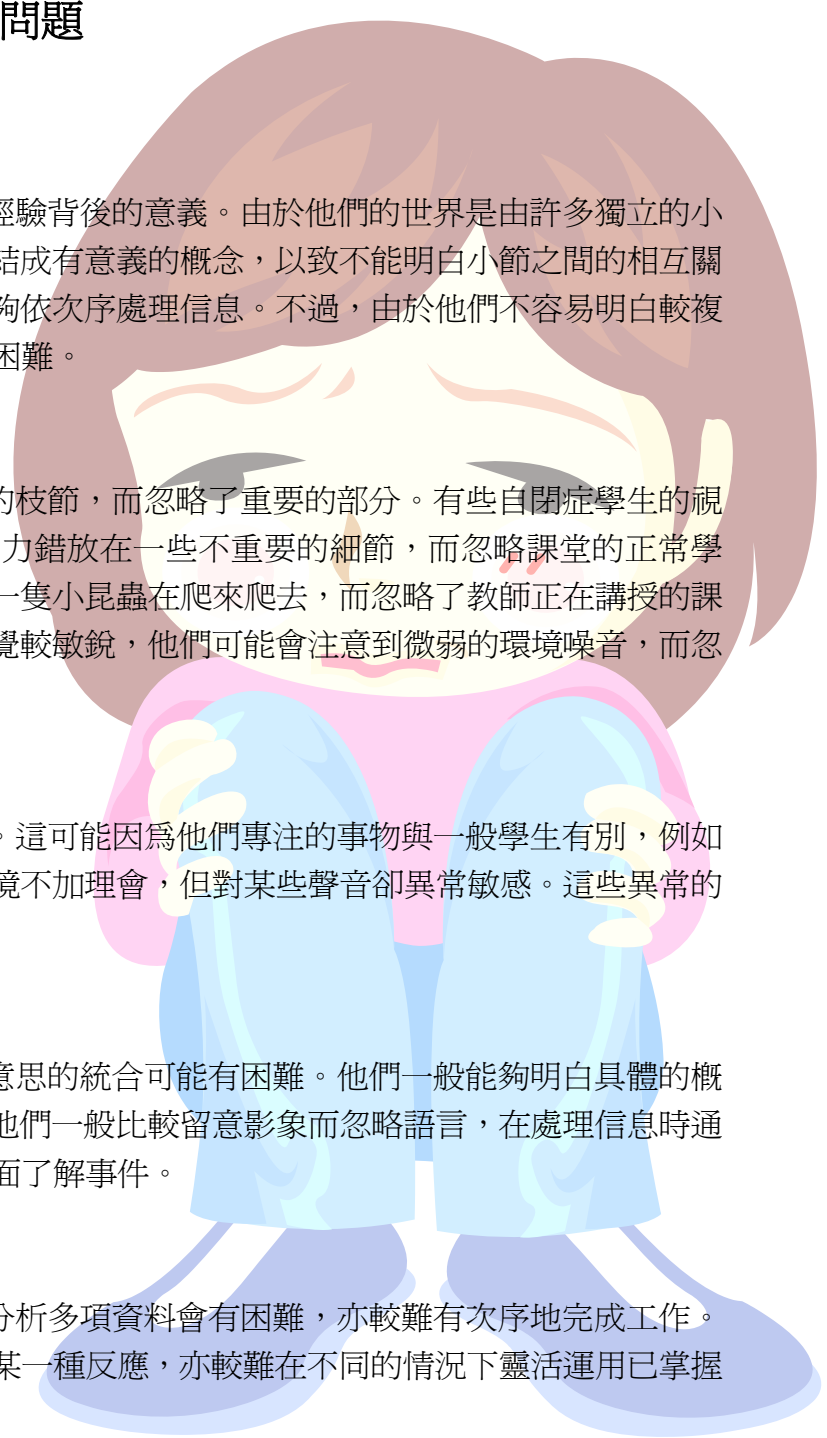 問題
經驗背後的意義。由於他們的世界是由許多獨立的小
結成有意義的概念，以致不能明白小節之間的相互關
夠依次序處理信息。不過，由於他們不容易明白較複
困難。
的枝節，而忽略了重要的部分。有些自閉症學生的視
力錯放在一些不重要的細節，而忽略課堂的正常學
一隻小昆蟲在爬來爬去，而忽略了教師正在講授的課
覺較敏銳，他們可能會注意到微弱的環境噪音，而忽
。這可能因為他們專注的事物與一般學生有別，例如
境不加理會，但對某些聲音卻異常敏感。這些異常的
意思的統合可能有困難。他們一般能夠明白具體的概
他們一般比較留意影象而忽略語言，在處理信息時通
面了解事件。
分析多項資料會有困難，亦較難有次序地完成工作。
某一種反應，亦較難在不同的情況下靈活運用已掌握